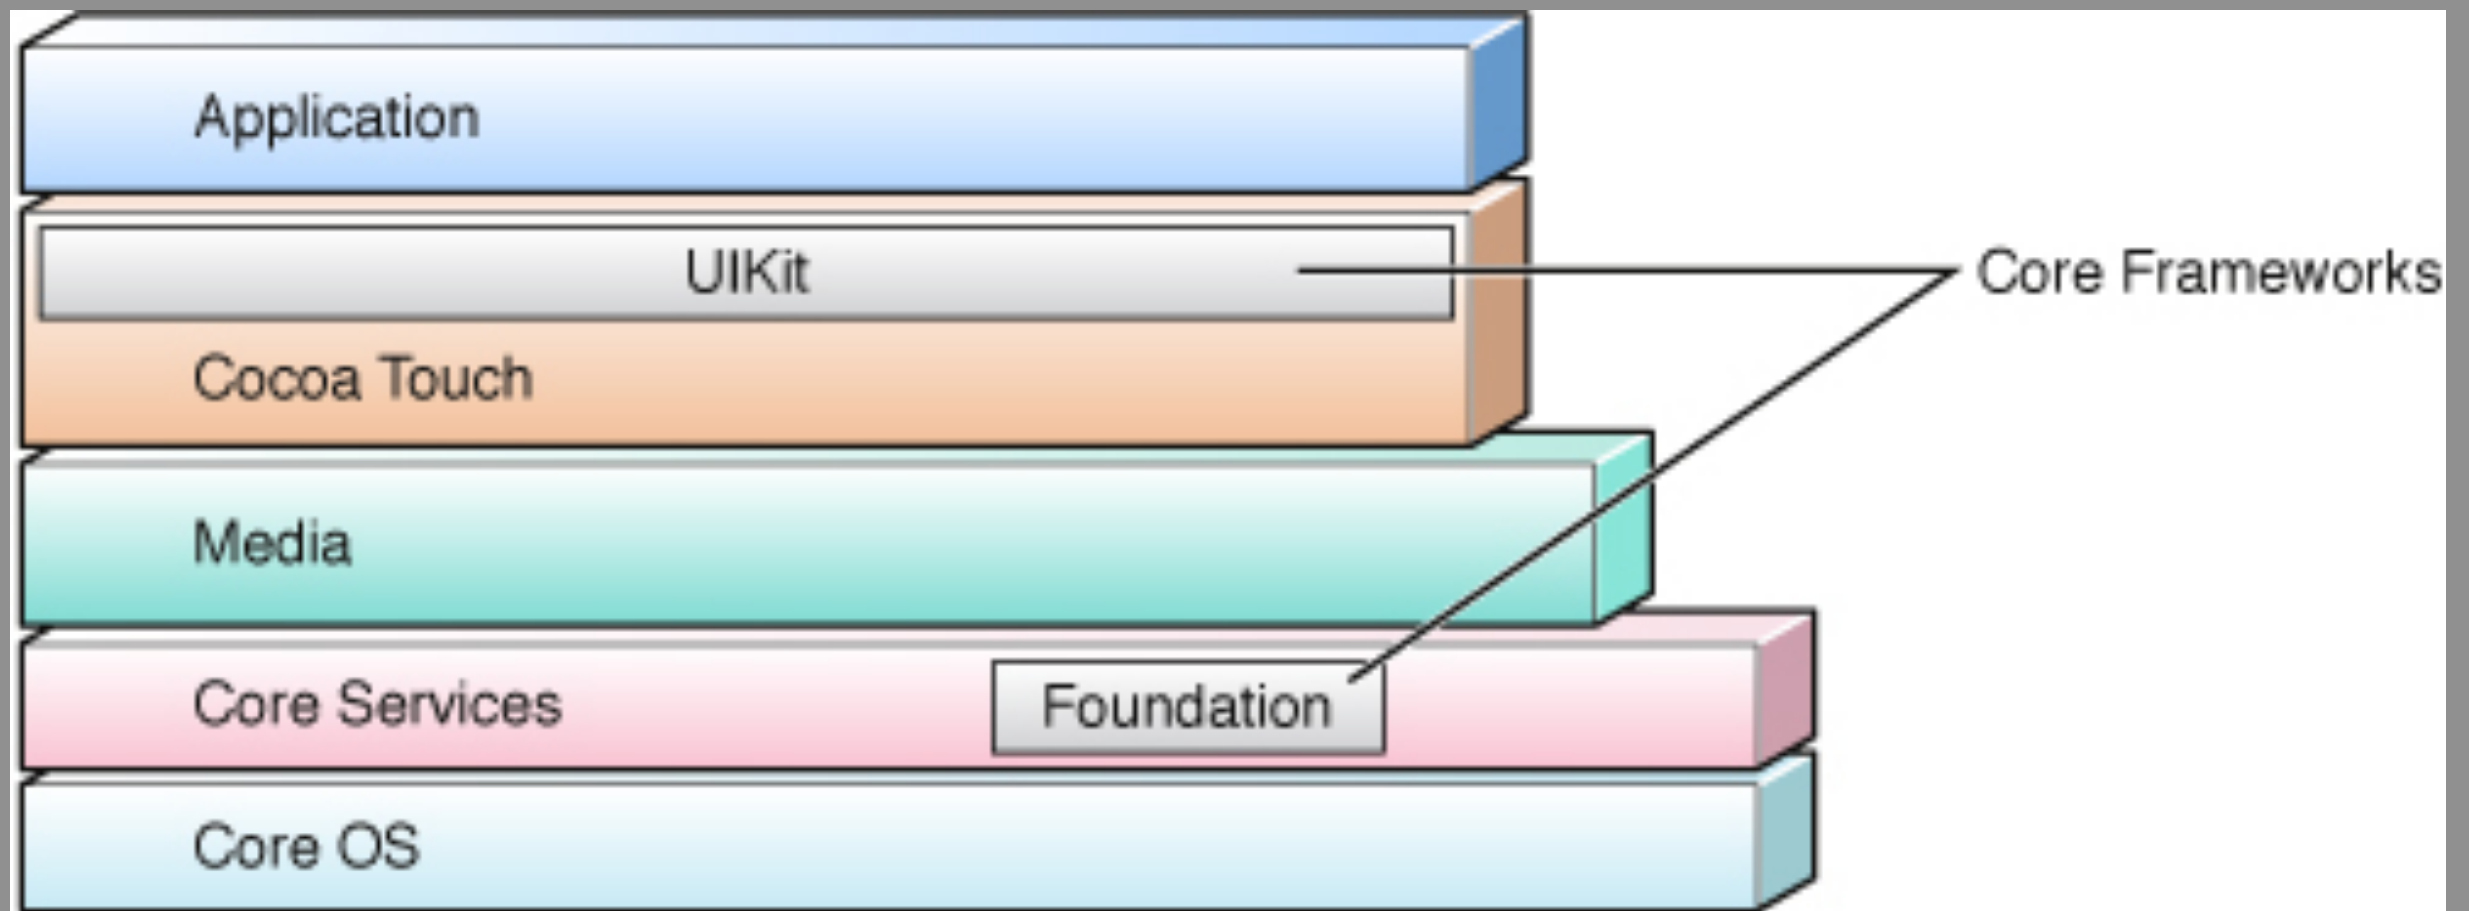 Application
UIKit
Core Frameworks
Cocoa Touch
Media
Core Services
Foundation
Core OS